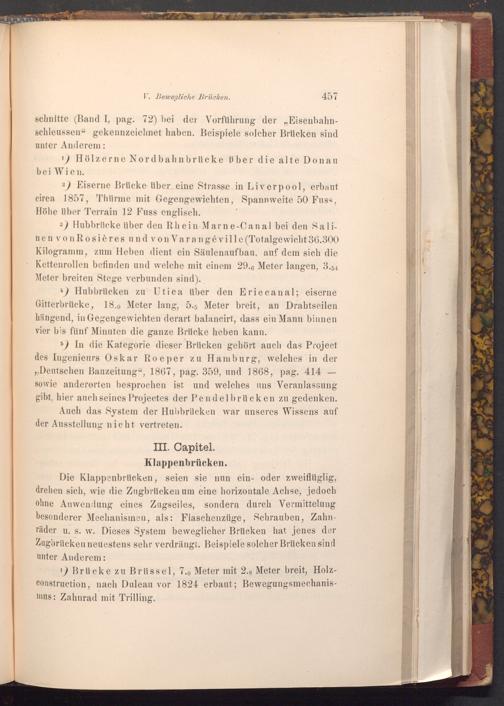 V. Bewegliche Brücken. 457
schnitte (Band I, pag. 72) bei der Vorführung der „Eisenbahn-
schleussen“ gekennzeichnet haben. Beispiele solcher Brücken sind
unter Anderem:
1) Hölzerne Nordbahnbrücke über die alte Donau
bei Wien.
2) Eiserne Brücke über eine Strasse in Liverpool, erbaut
circa 1857, Thürme mit Gegengewichten, Spannweite 50 Fuss,
Höhe über Terrain 12 Fuss englisch.
3) Hubbrücke über den Rhein-Marne-Canal bei den Sali-
nen von Rosières und von Varangéville (Totalgewicht 36.300
Kilogramm, zum Heben dient ein Säulenaufbau, auf dem sich die
Kettenrollen befinden und welche mit einem 29.0 Meter langen, 3.54
Meter breiten Stege verbunden sind).
4) Hubbrücken zu Utica über den Eriecanal; eiserne
Gitterbrücke, 18.0 Meter lang, 5.5 Meter breit, an Drahtseilen
hängend, in Gegengewichten derart balancirt, dass ein Mann binnen
vier bis fünf Minuten die ganze Brücke heben kann.
5) In die Kategorie dieser Brücken gehört auch das Project
des Ingenieurs Oskar Roeper zu Hamburg, welches in der
„Deutschen Bauzeitung“, 1867, pag. 359, und 1868, pag. 414 —
sowie anderorten besprochen ist und welches uns Veranlassung
gibt, hier auch seines Projectes der Pendelbrücken zu gedenken.
Auch das System der Hubbrücken war unseres Wissens auf
der Ausstellung nicht vertreten.
III. Capitel.
Klappenbrücken.
Die Klappenbrücken, seien sie nun ein- oder zweiflüglig,
drehen sich, wie die Zugbrücken um eine horizontale Achse, jedoch
ohne Anwendung eines Zugseiles, sondern durch Vermittelung
besonderer Mechanismen, als: Flaschenzüge, Schrauben, Zahn-
räder u. s. w. Dieses System beweglicher Brücken hat jenes der
Zugbrücken neuestens sehr verdrängt. Beispiele solcher Brücken sind
unter Anderem:
1) Brücke zu Brüssel, 7.0 Meter mit 2.0 Meter breit, Holz-
construction, nach Duleau vor 1824 erbaut; Bewegungsmechanis-
mus: Zahnrad mit Trilling.